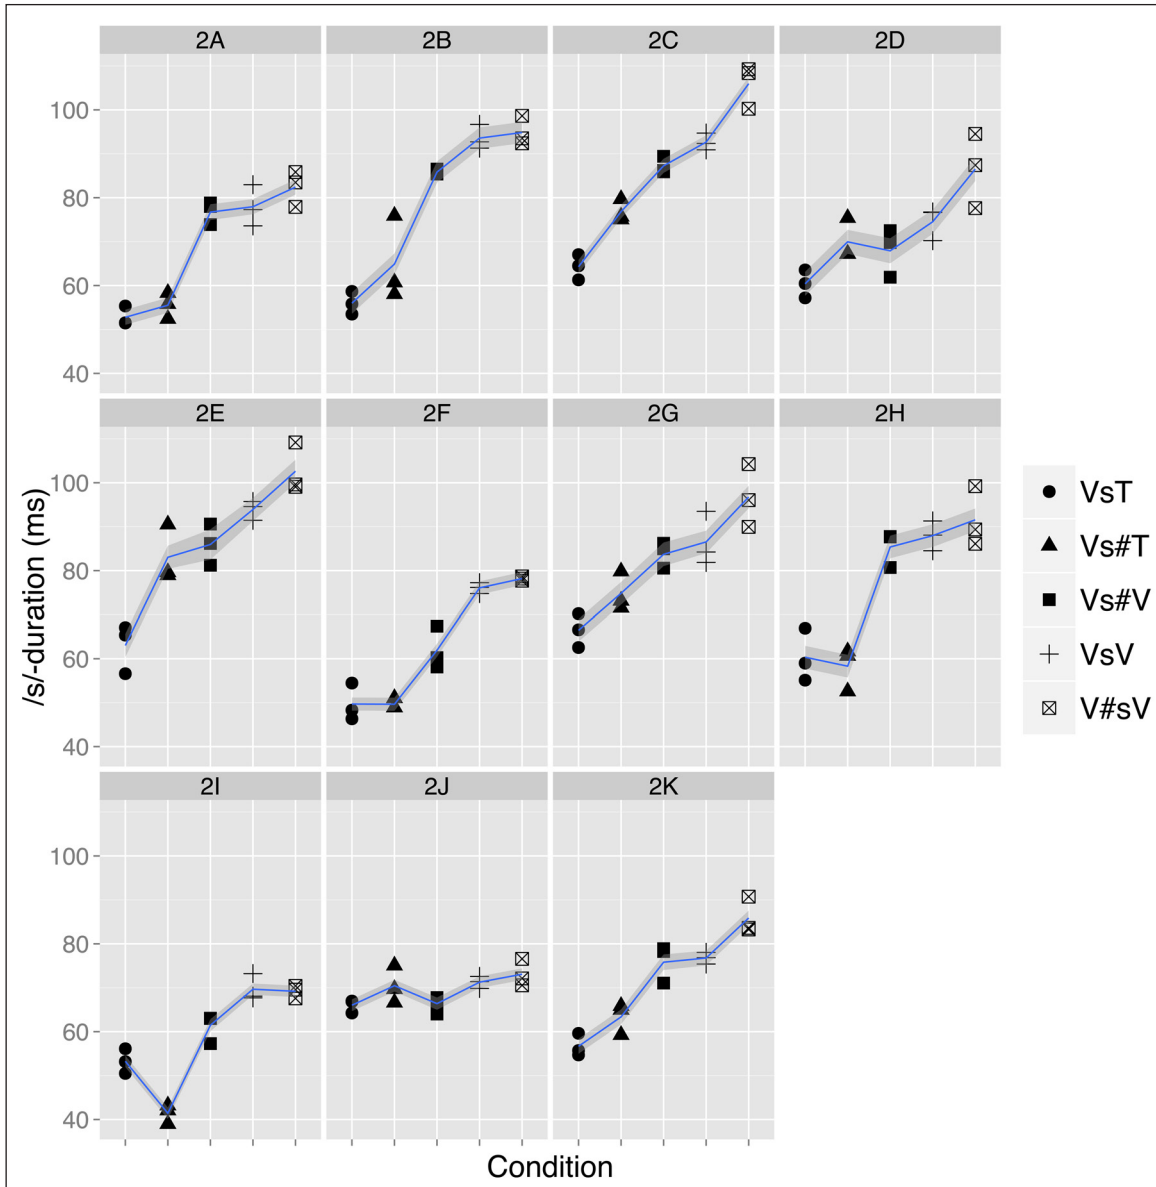 2A 2B 2C 2D
100
80
60
40
2E 2F 2G 2H
100
80
60
40
2I 2J 2K
100
80
60
40
/s/-duration (ms)
Condition
VsT
Vs#T
Vs#V
VsV
V#sV